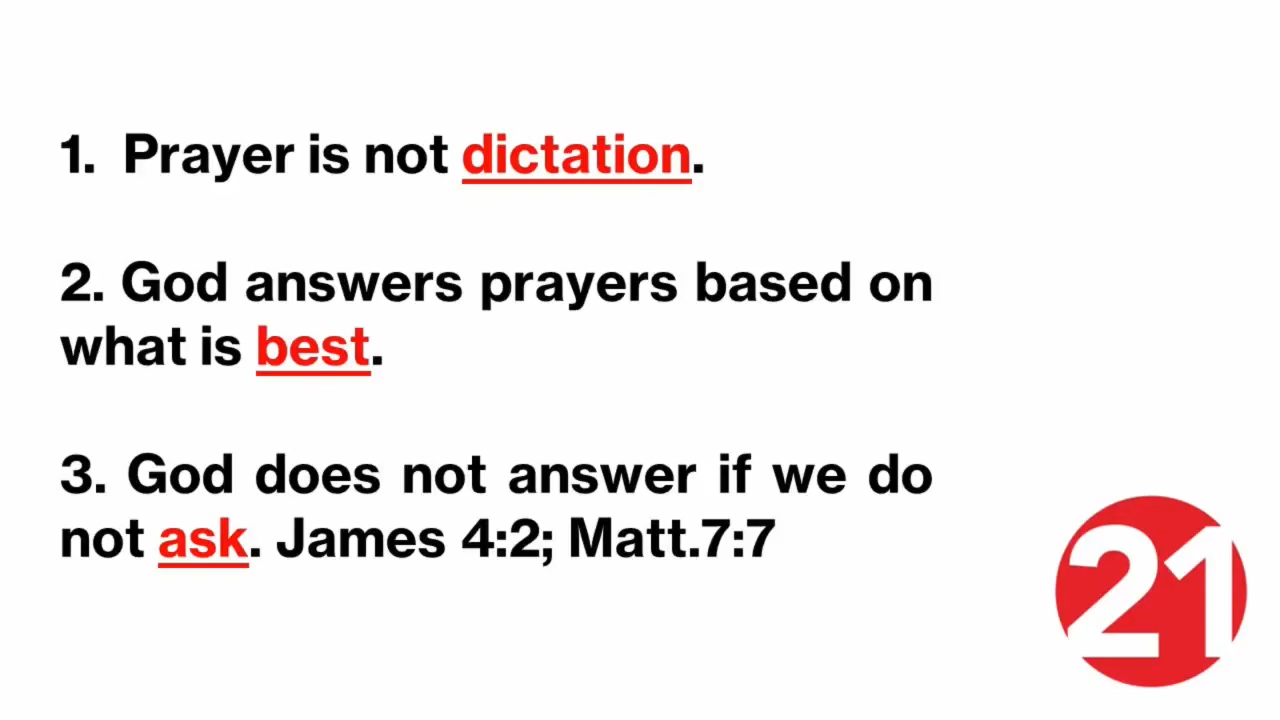 1. Prayer is not dictation.
2. God answers prayers based on
what is best.
3. God does not answer if we do
not ask. James 4:2; Matt.7:7
21